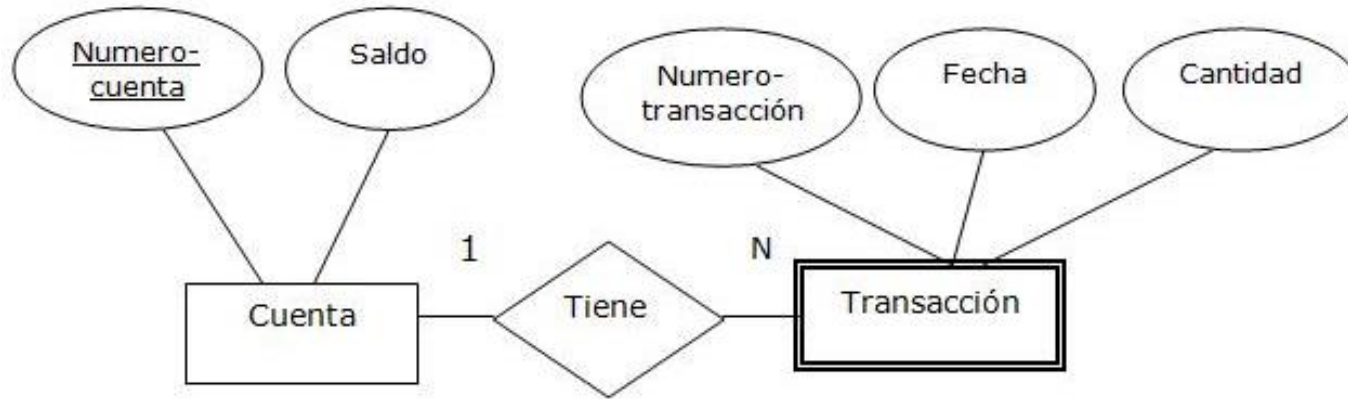 Numero-
cuenta
Saldo
Numero-
transacción
Fecha
Cantidad
1
N
Cuenta
Tiene
Transacción